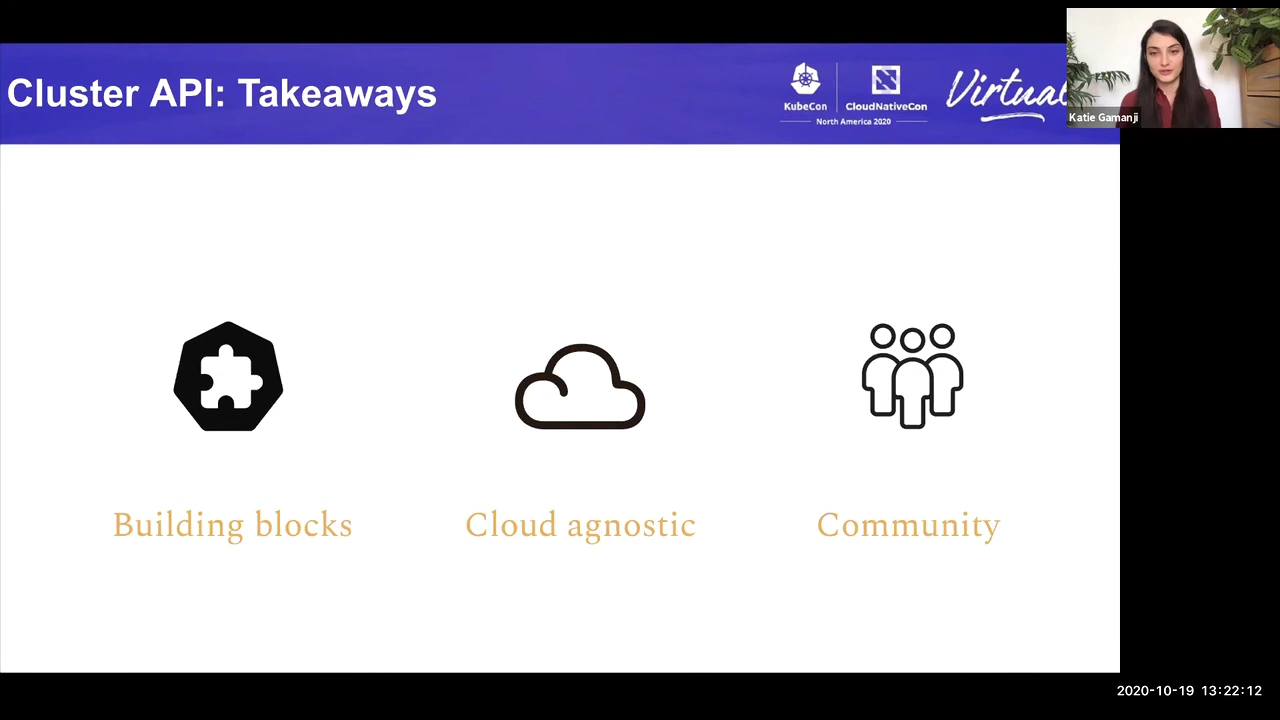 Cluster API: Takeaways
KubeCon
CloudNativeCon
North America 2020
Virtual
Katie Gamanji
Building blocks
Cloud agnostic
Community
2020-10-19 13:22:12